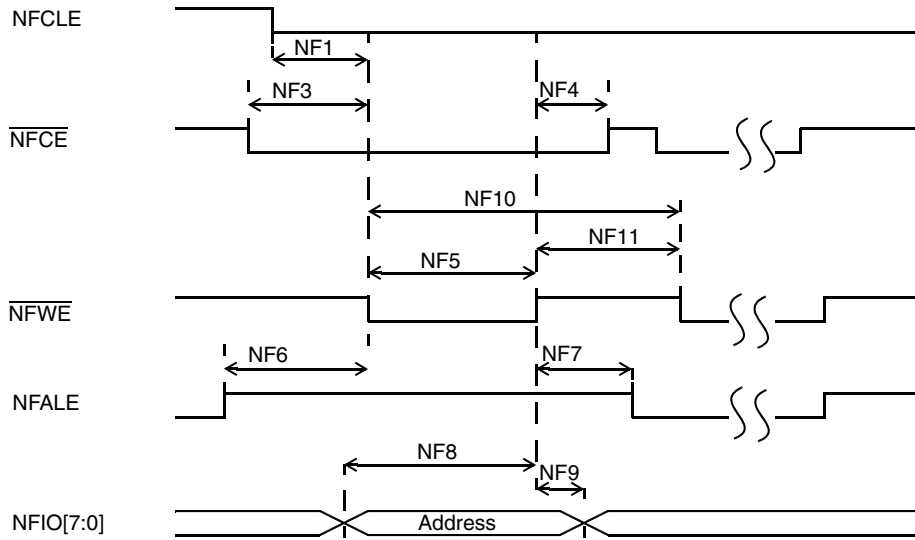 NFCLE
NF1
NF3
NF4
NFCE
NF10
NF11
NF5
NFWE
NF6
NF7
NFALE
NF8
NF9
NFIO[7:0]
Address